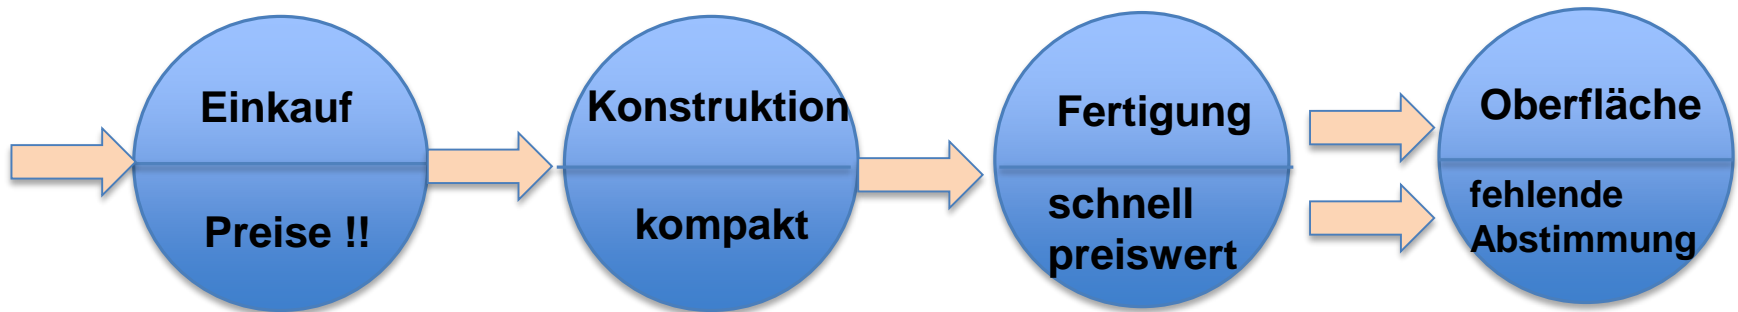 Einkauf
Preise !!
Konstruktion
kompakt
Fertigung
schnell
preiswert
Oberfläche
fehlende
Abstimmung